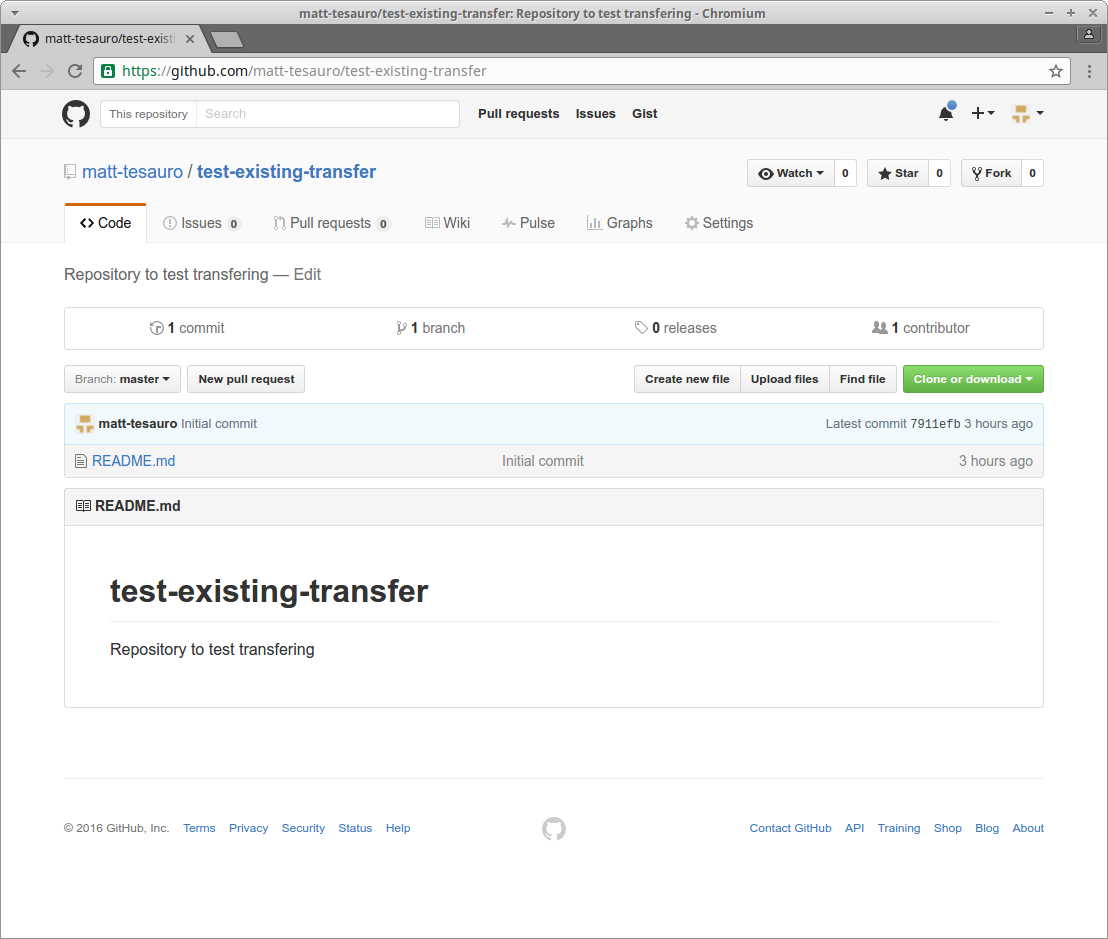 matt-tesauro/test-existing-transfer: Repository to test transfering - Chromium
matt-tesauro/test-existi
https://github.com/matt-tesauro/test-existing-transfer
This repository Search Pull requests Issues Gist
matt-tesauro / test-existing-transfer Watch 0 Star 0 Fork 0
Code Issues 0 Pull requests 0 Wiki Pulse Graphs Settings
Repository to test transfering — Edit
1 commit 1 branch 0 releases 1 contributor
Branch: master New pull request Create new file Upload files Find file Clone or download
matt-tesauro Initial commit Latest commit 7911efb 3 hours ago
README.md Initial commit 3 hours ago
README.md
test-existing-transfer
Repository to test transfering
© 2016 GitHub, Inc. Terms Privacy Security Status Help Contact GitHub API Training Shop Blog About